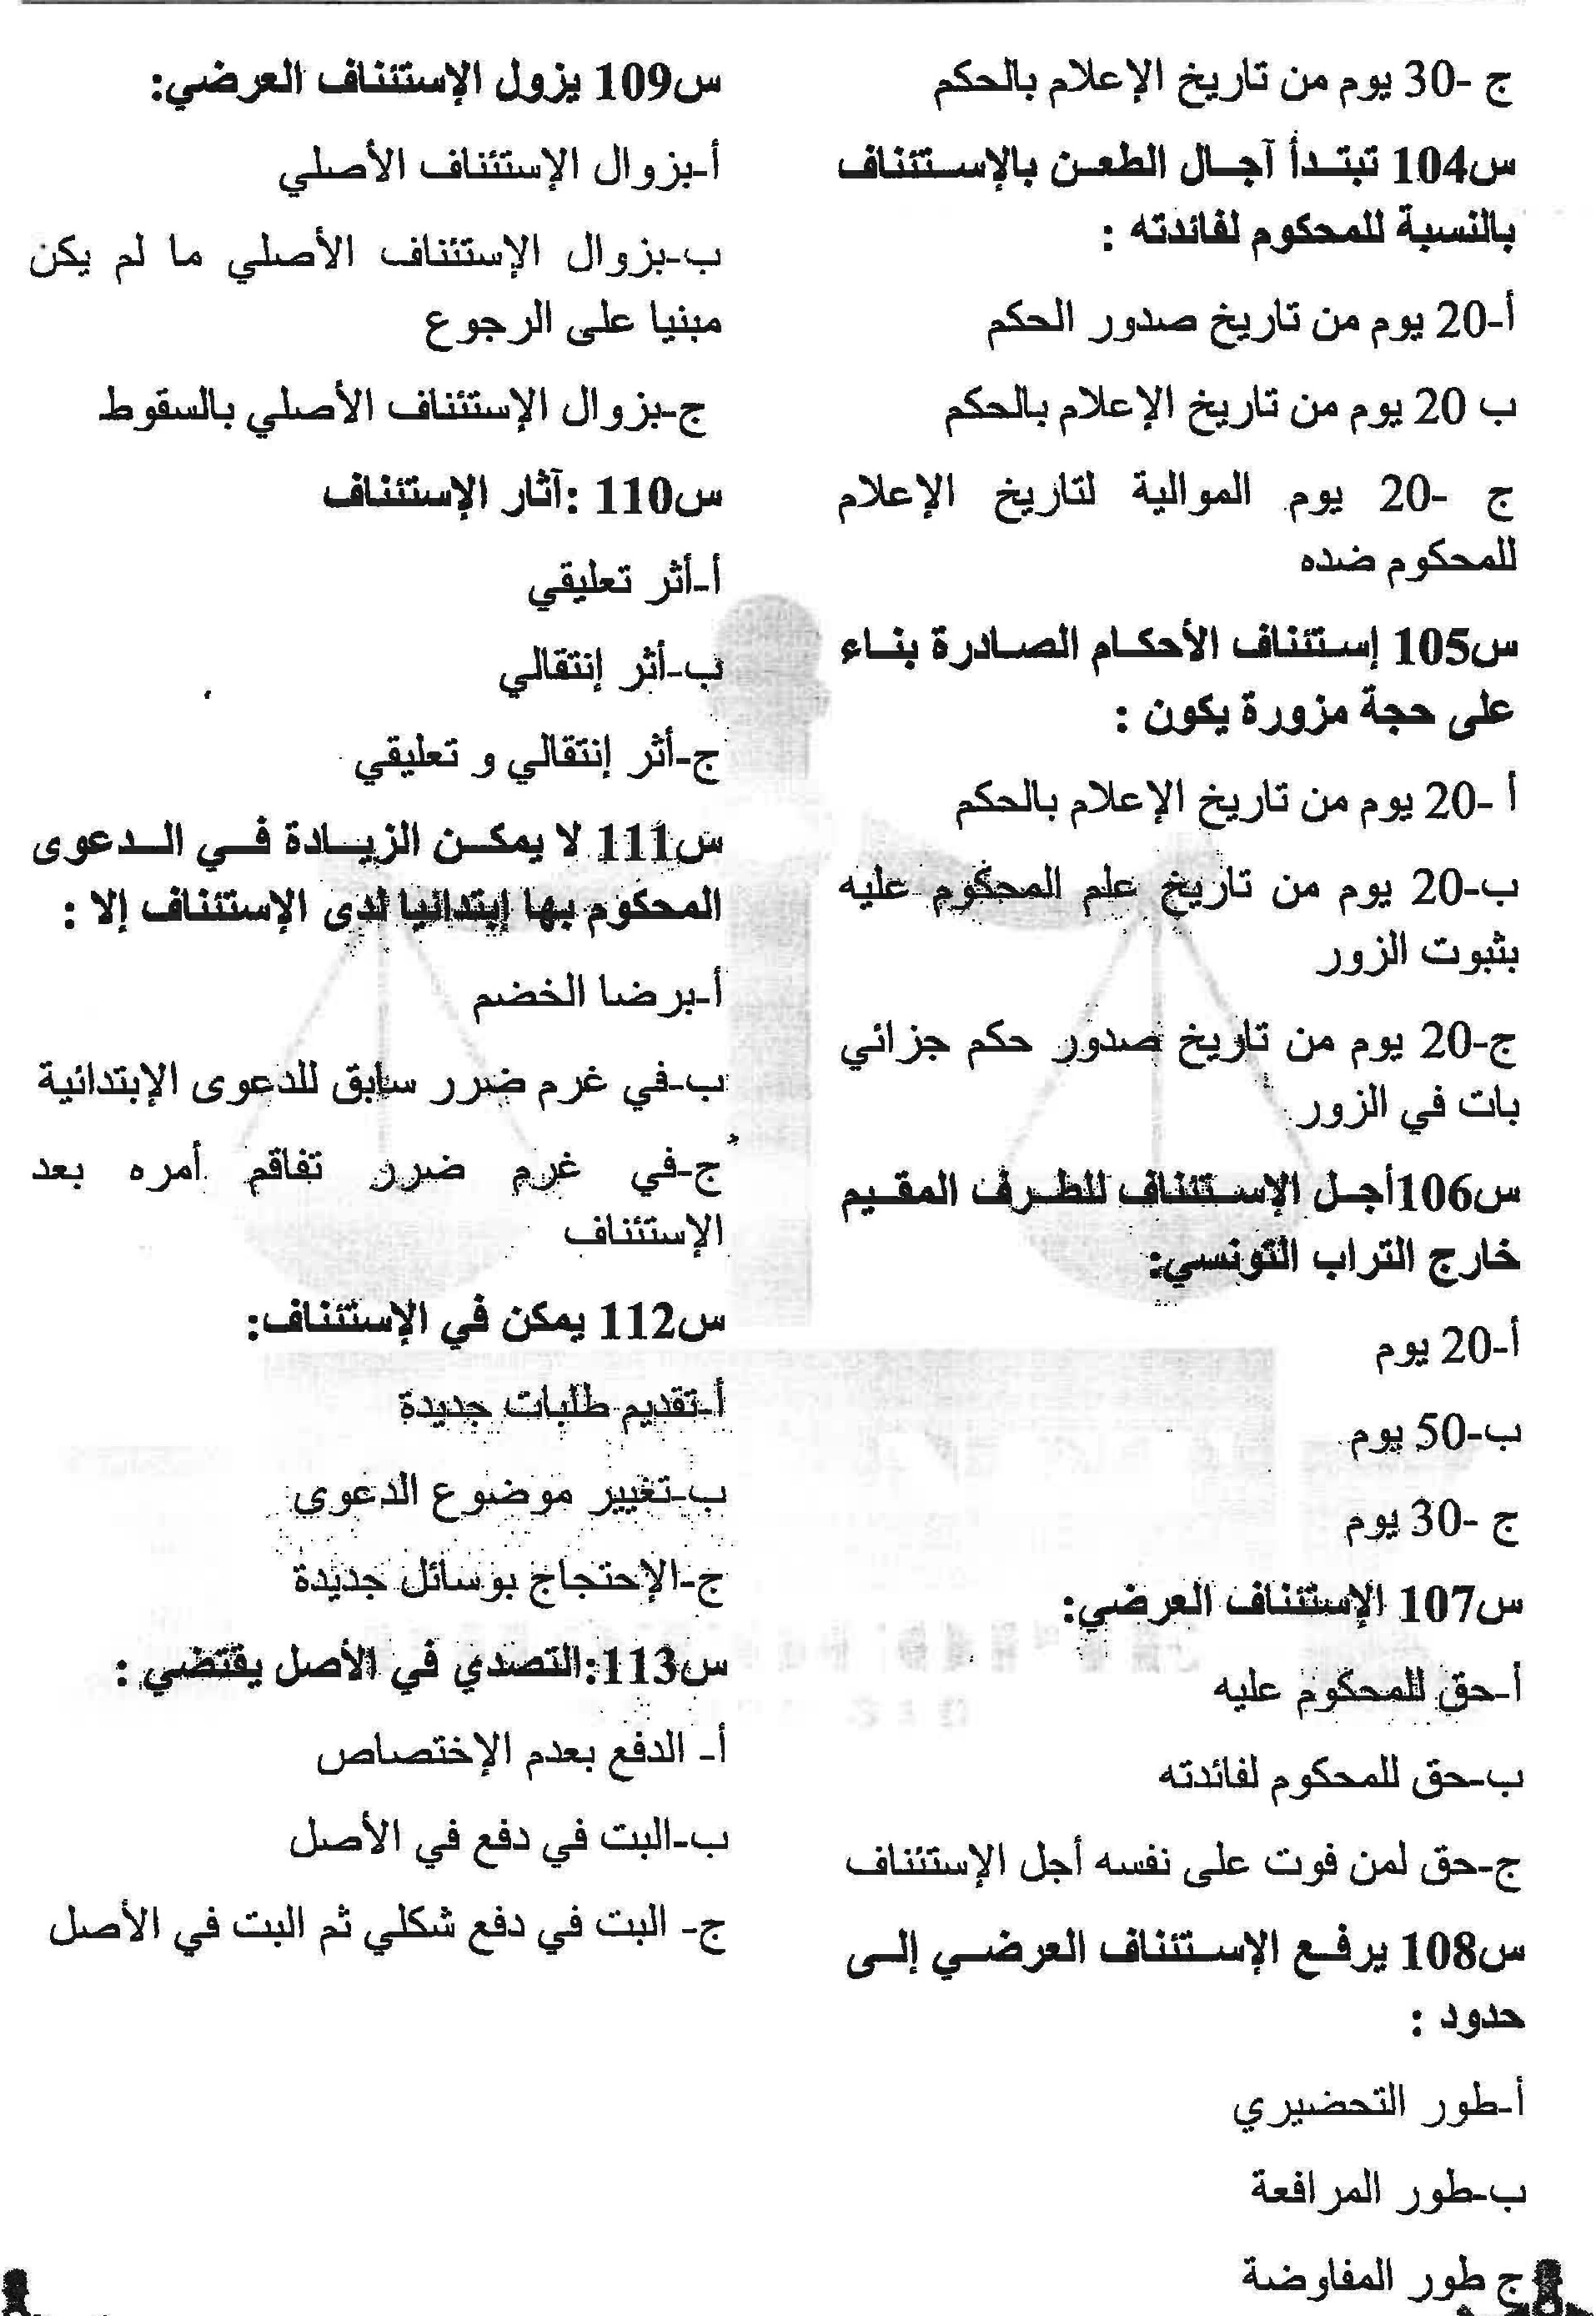 ج -30 يوم من تاريخ الإعلام بالحكم
س104 تبتدأ آجال الطعن بالإستئناف
بالنسبة للمحكوم لفائدته :
أ-20 يوم من تاريخ صدور الحكم
ب 20 يوم من تاريخ الإعلام بالحكم
ج -20 يوم الموالية لتاريخ الإعلام
للمحكوم ضده
س105 إستئناف الأحكام الصادرة بناء
على حجة مزورة يكون :
أ -20 يوم من تاريخ الإعلام بالحكم
ب-20 يوم من تاريخ علم المحكوم عليه
بثبوت الزور
ج-20 يوم من تاريخ صدور حكم جزائي
بات في الزور
س106أجل الإستئناف للطرف المقيم
خارج التراب التونسي:
أ-20 يوم
ب-50 يوم
ج -30 يوم
س107 الإستئناف العرضي:
أ-حق للمحكوم عليه
ب-حق للمحكوم لفائدته
ج-حق لمن فوت على نفسه أجل الإستئناف
س108 يرفع الإستئناف العرضي إلى
حدود :
أ-طور التحضيري
ب-طور المرافعة
ج طور المفاوضة
س109 يزول الإستئناف العرضي:
أ-بزوال الإستئناف الأصلي
ب-بزوال الإستئناف الأصلي ما لم يكن
مبنيا على الرجوع
ج-بزوال الإستئناف الأصلي بالسقوط
س110 :آثار الإستئناف
أ-أثر تعليقي
ب-أثر إنتقالي
ج-أثر إنتقالي و تعليقي
س111 لا يمكن الزيادة في الدعوى
المحكوم بها إبتدائيا لدى الإستئناف إلا :
أ-برضا الخضم
ب-في غرم ضرر سابق للدعوى الإبتدائية
ج-في غرم ضرر تفاقم أمره بعد
الإستئناف
س112 يمكن في الإستئناف:
أ-تقديم طلبات جديدة
ب-تغيير موضوع الدعوى
ج-الإحتجاج بوسائل جديدة
س113:التصدي في الأصل يقتضي :
أ- الدفع بعدم الإختصاص
ب-البت في دفع في الأصل
ج- البت في دفع شكلي ثم البت في الأصل